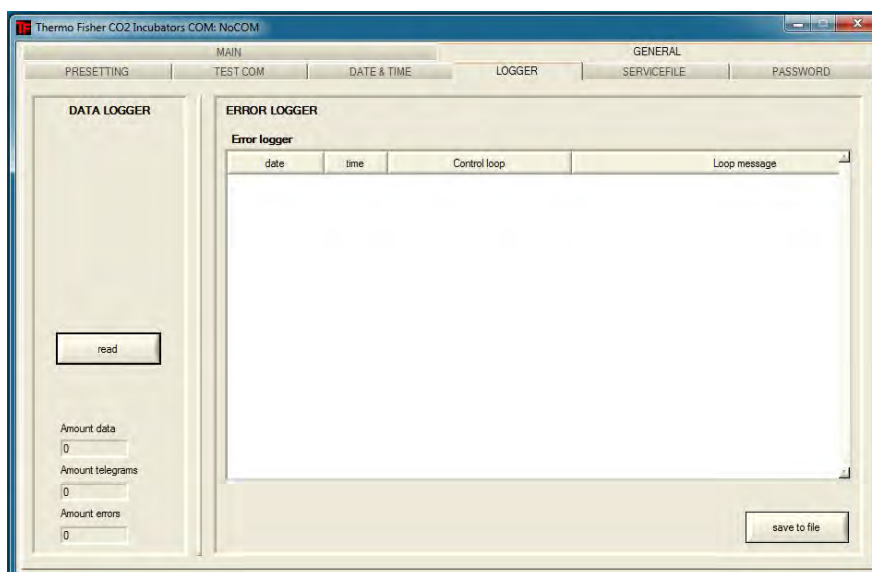 TF Thermo Fisher CO2 Incubators COM: NoCOM
MAIN GENERAL
PRESETTING TEST COM DATE & TIME LOGGER SERVICEFILE PASSWORD
DATA LOGGER
read
Amount data
0
Amount telegrams
0
Amount errors
0
ERROR LOGGER
Error logger
date time Control loop Loop message
save to file